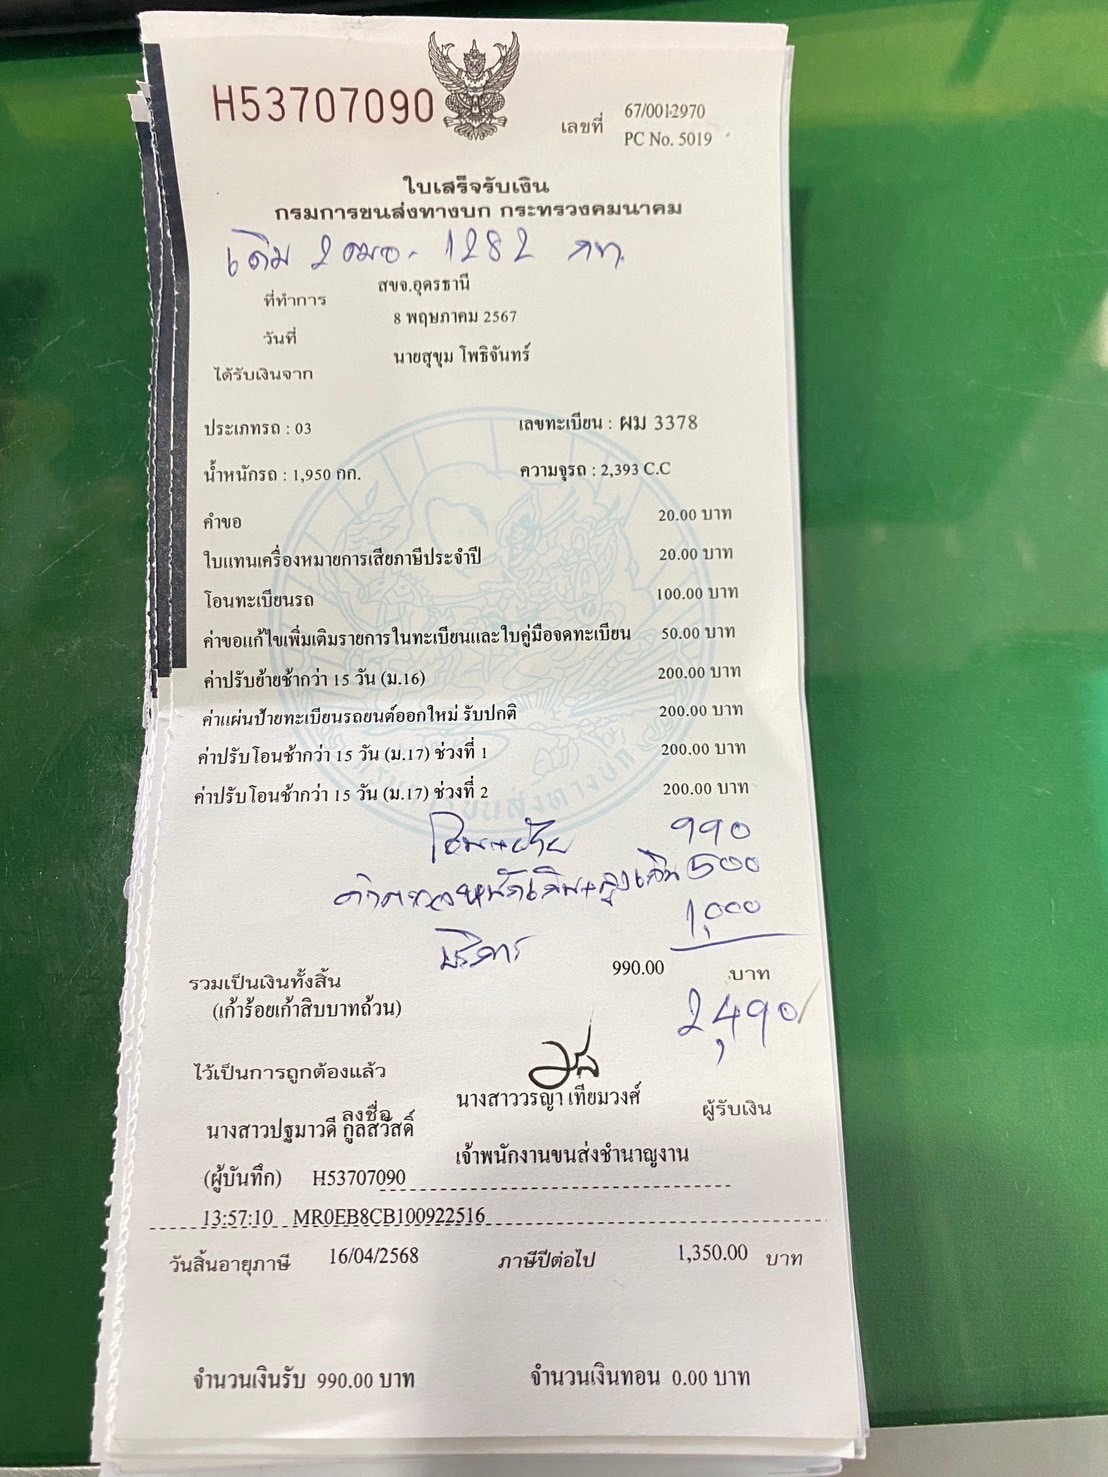 H53707090
เลขที่ 67/0012970
PC No. 5019
ใบเสร็จรับเงิน
กรมการขนส่งทางบก กระทรวงคมนาคม
เดิม 2ฒอ-1282 กท.
ที่ทำการ สขจ.อุดรธานี
วันที่ 8 พฤษภาคม 2567
ได้รับเงินจาก นายสุขุม โพธิจันทร์
ประเภทรถ : 03 เลขทะเบียน : ผม 3378
น้ำหนักรถ : 1,950 กก. ความจุรถ : 2,393 C.C
คำขอ 20.00 บาท
ใบแทนเครื่องหมายการเสียภาษีประจำปี 20.00 บาท
โอนทะเบียนรถ 100.00 บาท
ค่าขอแก้ไขเพิ่มเติมรายการในทะเบียนและใบคู่มือจดทะเบียน 50.00 บาท
ค่าปรับย้ายช้ากว่า 15 วัน (ม.16) 200.00 บาท
ค่าแผ่นป้ายทะเบียนรถยนต์ออกใหม่ รับปกติ 200.00 บาท
ค่าปรับโอนช้ากว่า 15 วัน (ม.17) ช่วงที่ 1 200.00 บาท
ค่าปรับโอนช้ากว่า 15 วัน (ม.17) ช่วงที่ 2 200.00 บาท
โอน+ย้าย 990
500
บริการ 1,000
รวมเป็นเงินทั้งสิ้น 990.00 บาท
(เก้าร้อยเก้าสิบบาทถ้วน) 2,490
ไว้เป็นการถูกต้องแล้ว
ลงชื่อ นางสาววรญา เทียมวงศ์ ผู้รับเงิน
นางสาวปฐมาวดี กูลสวัสดิ์
เจ้าพนักงานขนส่งชำนาญงาน
(ผู้บันทึก) H53707090
13:57:10 MR0EB8CB100922516
วันสิ้นอายุภาษี 16/04/2568 ภาษีปีต่อไป 1,350.00 บาท
จำนวนเงินรับ 990.00 บาท จำนวนเงินทอน 0.00 บาท